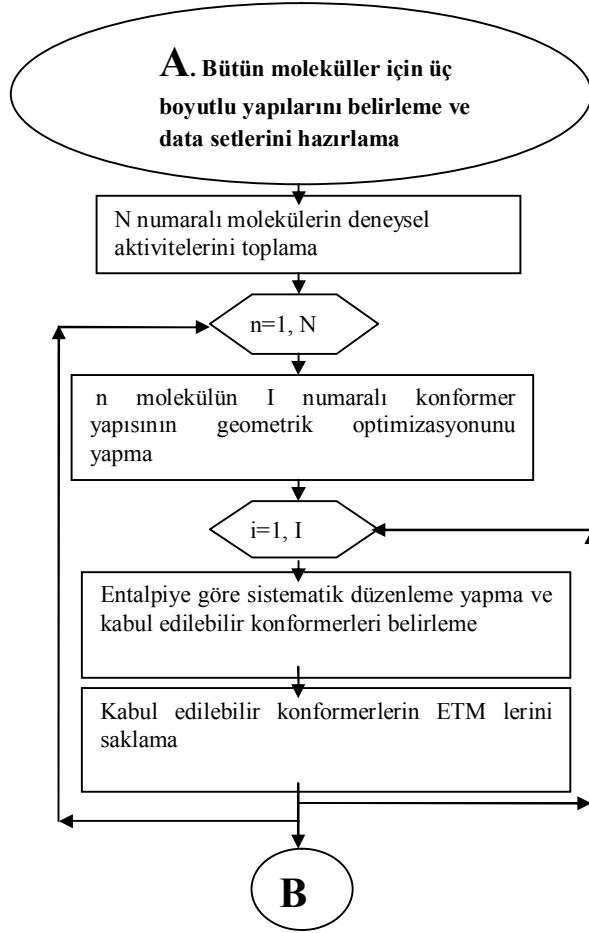 A. Bütün moleküller için üç
boyutlu yapılarını belirleme ve
data setlerini hazırlama
N numaralı molekülerin deneysel
aktivitelerini toplama
n=1, N
n molekülün I numaralı konformer
yapısının geometrik optimizasyonunu
yapma
i=1, I
Entalpiye göre sistematik düzenleme yapma ve
kabul edilebilir konformerleri belirleme
Kabul edilebilir konformerlerin ETM lerini
saklama
B